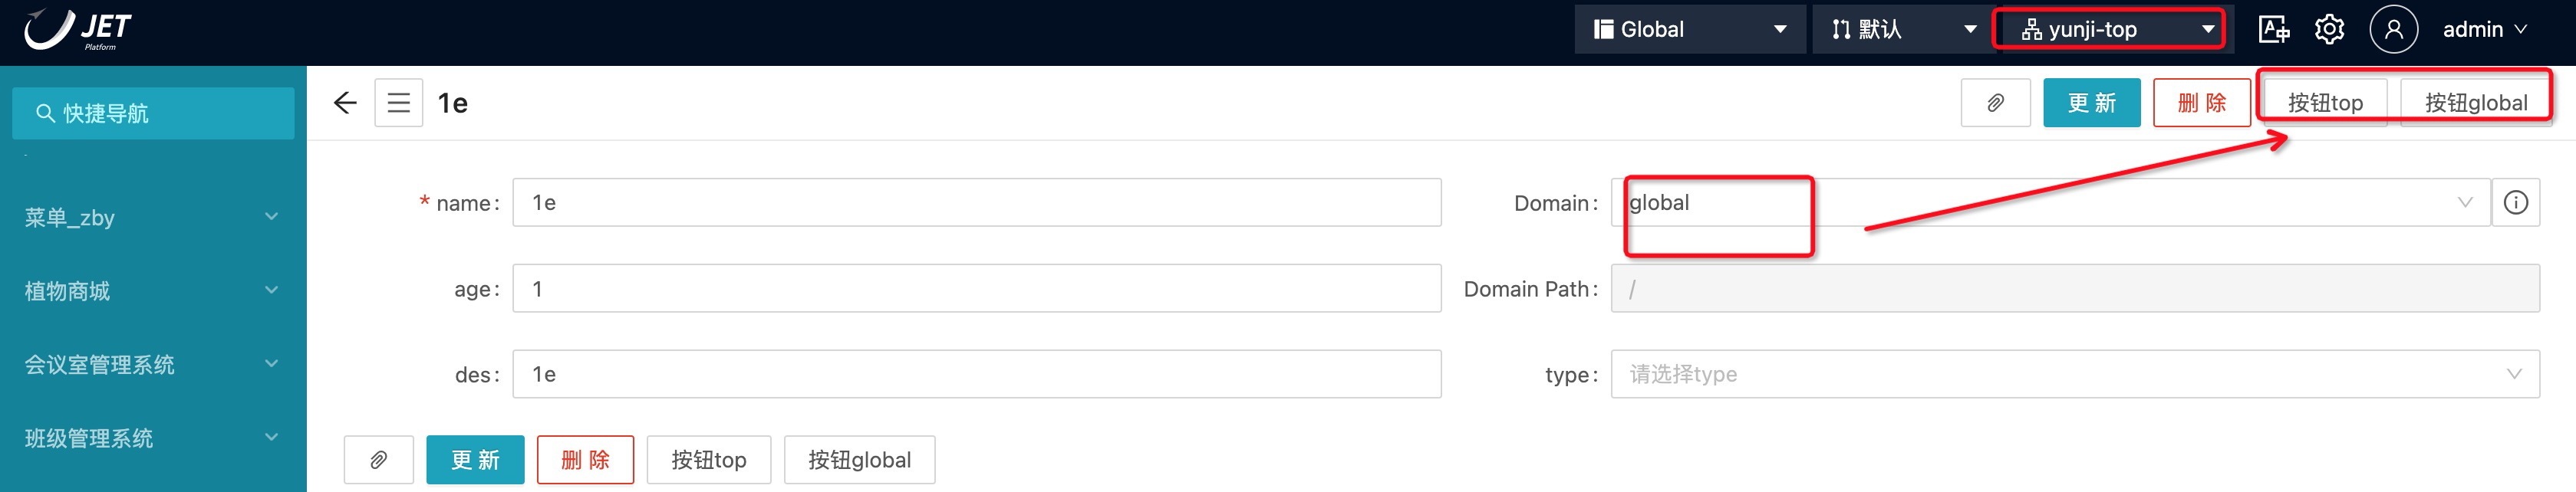 JET
Platform
Global
默认
yunji-top
admin
快捷导航
1e
更 新
删 除
按钮top
按钮global
菜单_zby
植物商城
会议室管理系统
班级管理系统
* name: 1e
Domain: global
age: 1
Domain Path: /
des: 1e
type: 请选择type
更 新
删 除
按钮top
按钮global